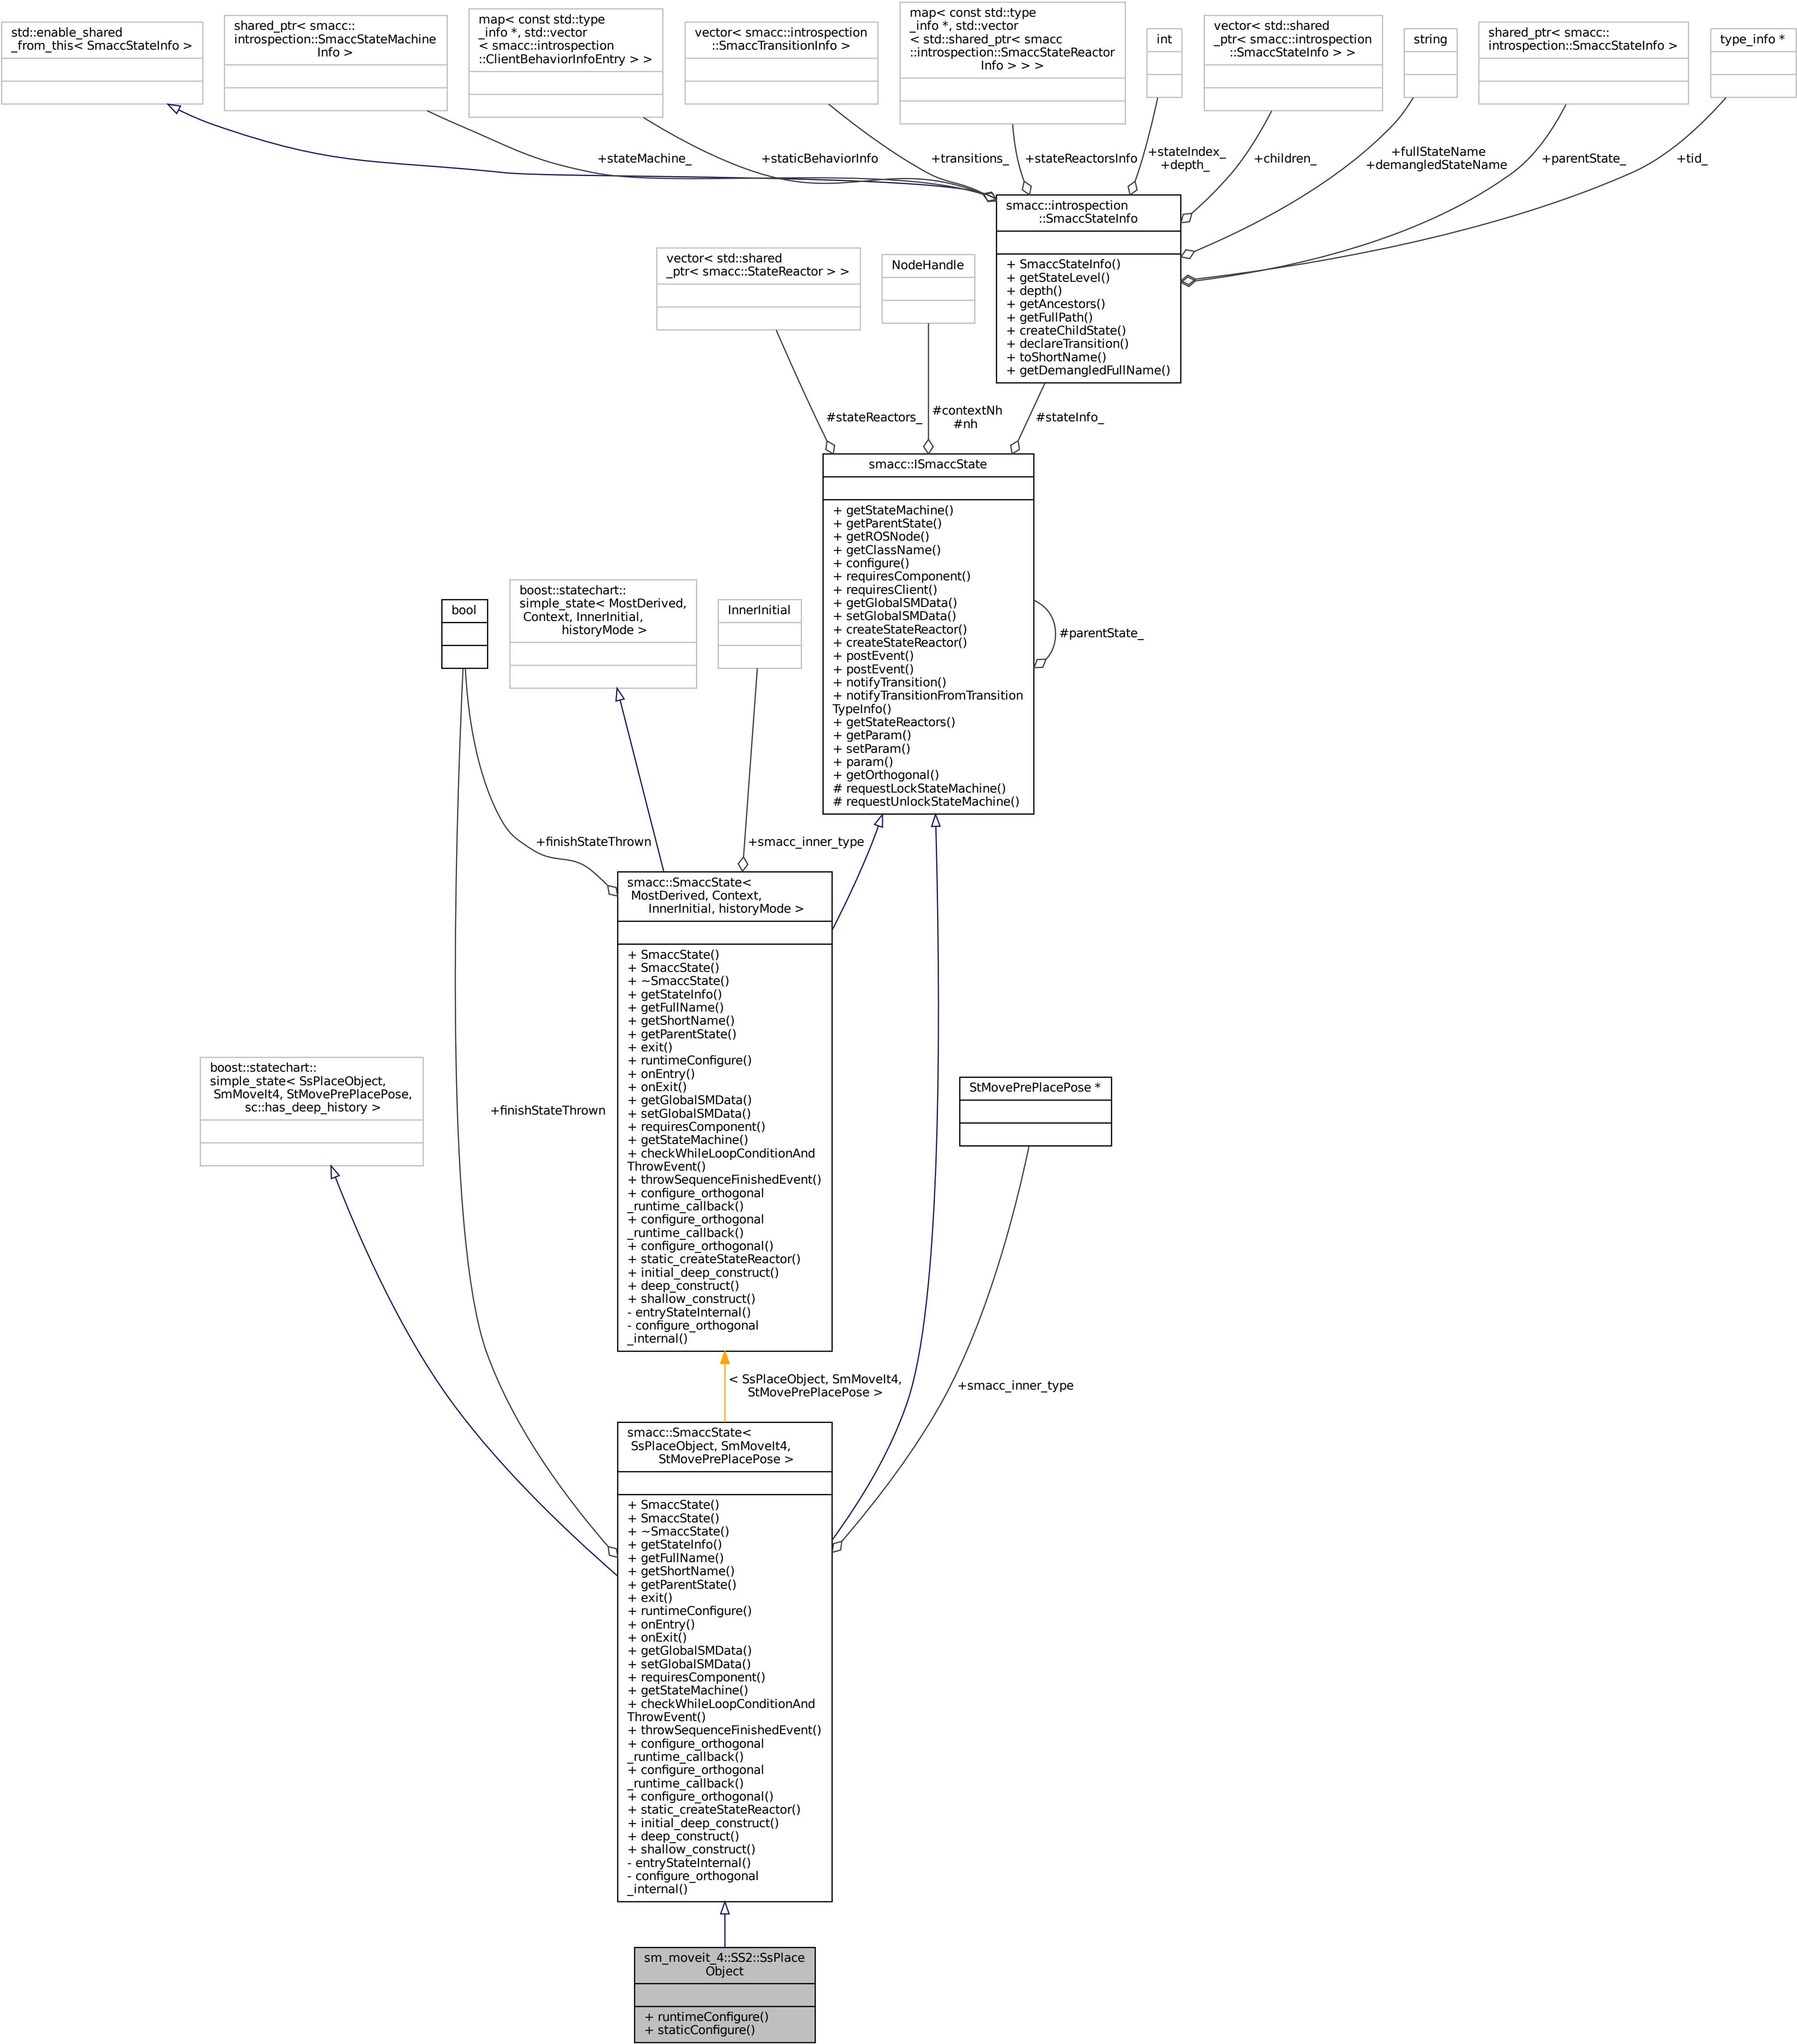 std::enable_shared
_from_this< SmaccStateInfo >
shared_ptr< smacc::
introspection::SmaccStateMachine
Info >
map< const std::type
_info *, std::vector
< smacc::introspection
::ClientBehaviorInfoEntry > >
vector< smacc::introspection
::SmaccTransitionInfo >
map< const std::type
_info *, std::vector
< std::shared_ptr< smacc
::introspection::SmaccStateReactor
Info > > >
int
vector< std::shared
_ptr< smacc::introspection
::SmaccStateInfo > >
string
shared_ptr< smacc::
introspection::SmaccStateInfo >
type_info *
+stateMachine_
+staticBehaviorInfo
+transitions_
+stateReactorsInfo
+stateIndex_
+depth_
+children_
+fullStateName
+demangledStateName
+parentState_
+tid_
smacc::introspection
::SmaccStateInfo
+ SmaccStateInfo()
+ getStateLevel()
+ depth()
+ getAncestors()
+ getFullPath()
+ createChildState()
+ declareTransition()
+ toShortName()
+ getDemangledFullName()
vector< std::shared
_ptr< smacc::StateReactor > >
NodeHandle
#stateReactors_
#contextNh
#nh
#stateInfo_
smacc::ISmaccState
+ getStateMachine()
+ getParentState()
+ getROSNode()
+ getClassName()
+ configure()
+ requiresComponent()
+ requiresClient()
+ getGlobalSMData()
+ setGlobalSMData()
+ createStateReactor()
+ createStateReactor()
+ postEvent()
+ postEvent()
+ notifyTransition()
+ notifyTransitionFromTransition
TypeInfo()
+ getStateReactors()
+ getParam()
+ setParam()
+ param()
+ getOrthogonal()
# requestLockStateMachine()
# requestUnlockStateMachine()
#parentState_
bool
boost::statechart::
simple_state< MostDerived,
Context, InnerInitial,
historyMode >
InnerInitial
+finishStateThrown
+smacc_inner_type
smacc::SmaccState<
MostDerived, Context,
InnerInitial, historyMode >
+ SmaccState()
+ SmaccState()
+ ~SmaccState()
+ getStateInfo()
+ getFullName()
+ getShortName()
+ getParentState()
+ exit()
+ runtimeConfigure()
+ onEntry()
+ onExit()
+ getGlobalSMData()
+ setGlobalSMData()
+ requiresComponent()
+ getStateMachine()
+ checkWhileLoopConditionAnd
ThrowEvent()
+ throwSequenceFinishedEvent()
+ configure_orthogonal
_runtime_callback()
+ configure_orthogonal
_runtime_callback()
+ configure_orthogonal()
+ static_createStateReactor()
+ initial_deep_construct()
+ deep_construct()
+ shallow_construct()
- entryStateInternal()
- configure_orthogonal
_internal()
boost::statechart::
simple_state< SsPlaceObject,
SmMoveIt4, StMovePrePlacePose,
sc::has_deep_history >
+finishStateThrown
StMovePrePlacePose *
< SsPlaceObject, SmMoveIt4,
StMovePrePlacePose >
+smacc_inner_type
smacc::SmaccState<
SsPlaceObject, SmMoveIt4,
StMovePrePlacePose >
+ SmaccState()
+ SmaccState()
+ ~SmaccState()
+ getStateInfo()
+ getFullName()
+ getShortName()
+ getParentState()
+ exit()
+ runtimeConfigure()
+ onEntry()
+ onExit()
+ getGlobalSMData()
+ setGlobalSMData()
+ requiresComponent()
+ getStateMachine()
+ checkWhileLoopConditionAnd
ThrowEvent()
+ throwSequenceFinishedEvent()
+ configure_orthogonal
_runtime_callback()
+ configure_orthogonal
_runtime_callback()
+ configure_orthogonal()
+ static_createStateReactor()
+ initial_deep_construct()
+ deep_construct()
+ shallow_construct()
- entryStateInternal()
- configure_orthogonal
_internal()
sm_moveit_4::SS2::SsPlace
Object
+ runtimeConfigure()
+ staticConfigure()